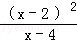 ( x - 2 ) ²
x - 4